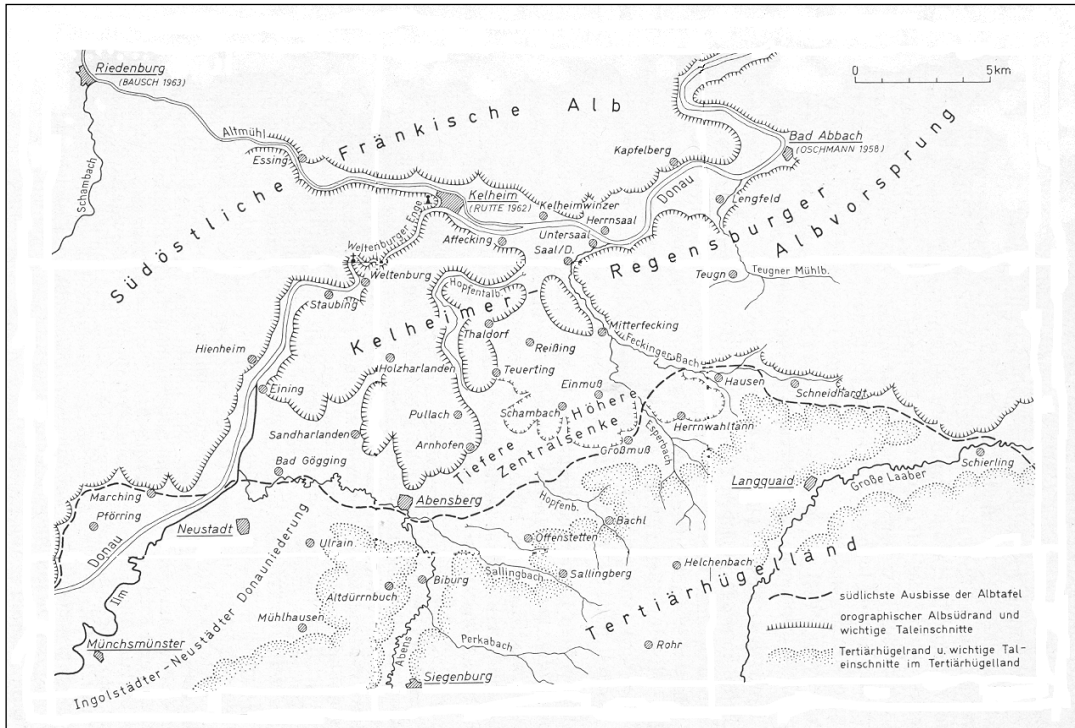 Riedenburg
(BAUSCH 1963)
0 5km
Altmühl
Essing
Schambach
Südöstliche Fränkische Alb
Kapfelberg
Bad Abbach
(OSCHMANN 1958)
Donau
Kelheim
(RUTTE 1962)
Kelheimwinzer
Herrnsaal
Untersaal
Saal/D.
Lengfeld
Affecking
Weltenburger Enge
Weltenburg
Staubing
Regensburger Albvorsprung
Teugn
Teugner Mühlb.
Hopfentalb.
Kelheimer-
Thaldorf
Reißing
Mitterfecking
Feckinger Bach
Hienheim
Holzharlanden
Teuerting
Hausen
Schneidhardt
Eining
Einmuß
Schambach
Höhere
Tiefere
Zentralsenke
Pullach
Herrnwahlthann
Sandharlanden
Arnhofen
Großmuß
Espenbach
Schierling
Bad Gögging
Marching
Pförring
Abensberg
Langquaid
Große Laaber
Neustadt
Hopfenb.
Bachl
Offenstetten
Donau
Ulrain
Ilm
Sallingbach
Sallingberg
Helchenbach
Biburg
Altdürrnbuch
Mühlhausen
Tertiärhügelland
Münchsmünster
Ingolstädter-Neustädter Donauniederung
Abens
Perkabach
Rohr
Siegenburg
südlichste Ausbisse der Albtafel
orographischer Albsüdrand und
wichtige Taleinschnitte
Tertiärhügelrand u. wichtige Tal-
einschnitte im Tertiärhügelland